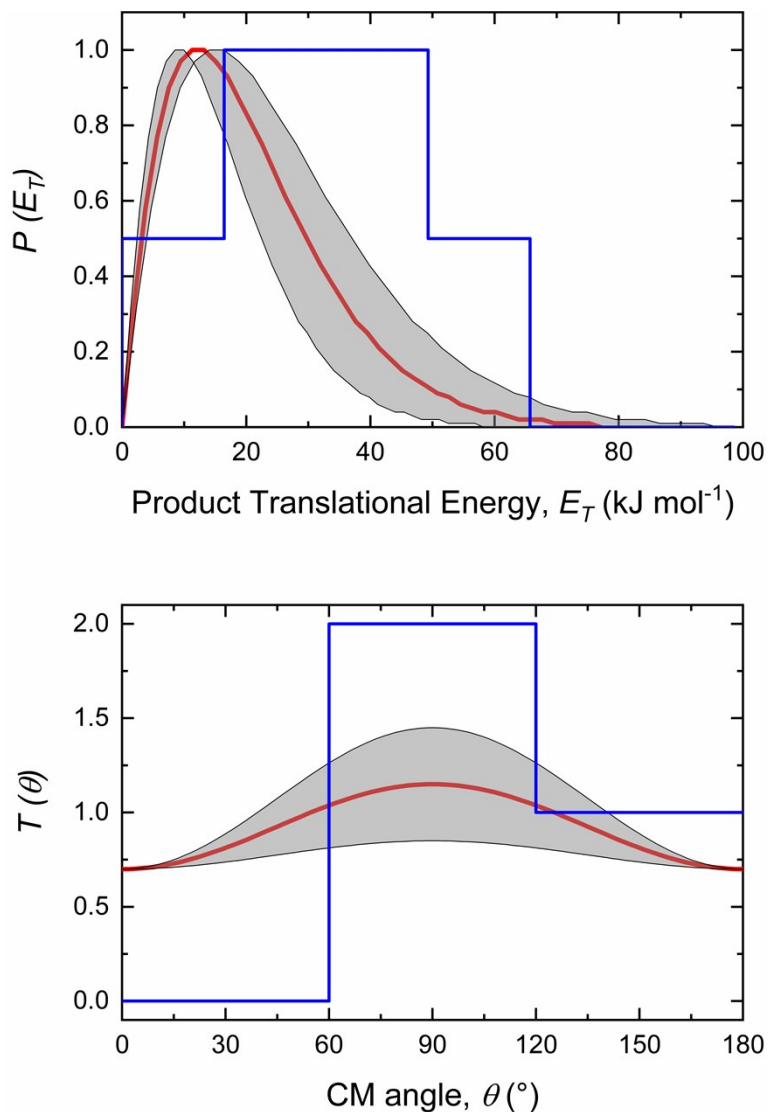 1.0
0.8
0.6
0.4
0.2
0.0
P (E_T)
0 20 40 60 80 100
Product Translational Energy, E_T (kJ mol⁻¹)
2.0
1.5
1.0
0.5
0.0
T (θ)
0 30 60 90 120 150 180
CM angle, θ (°)